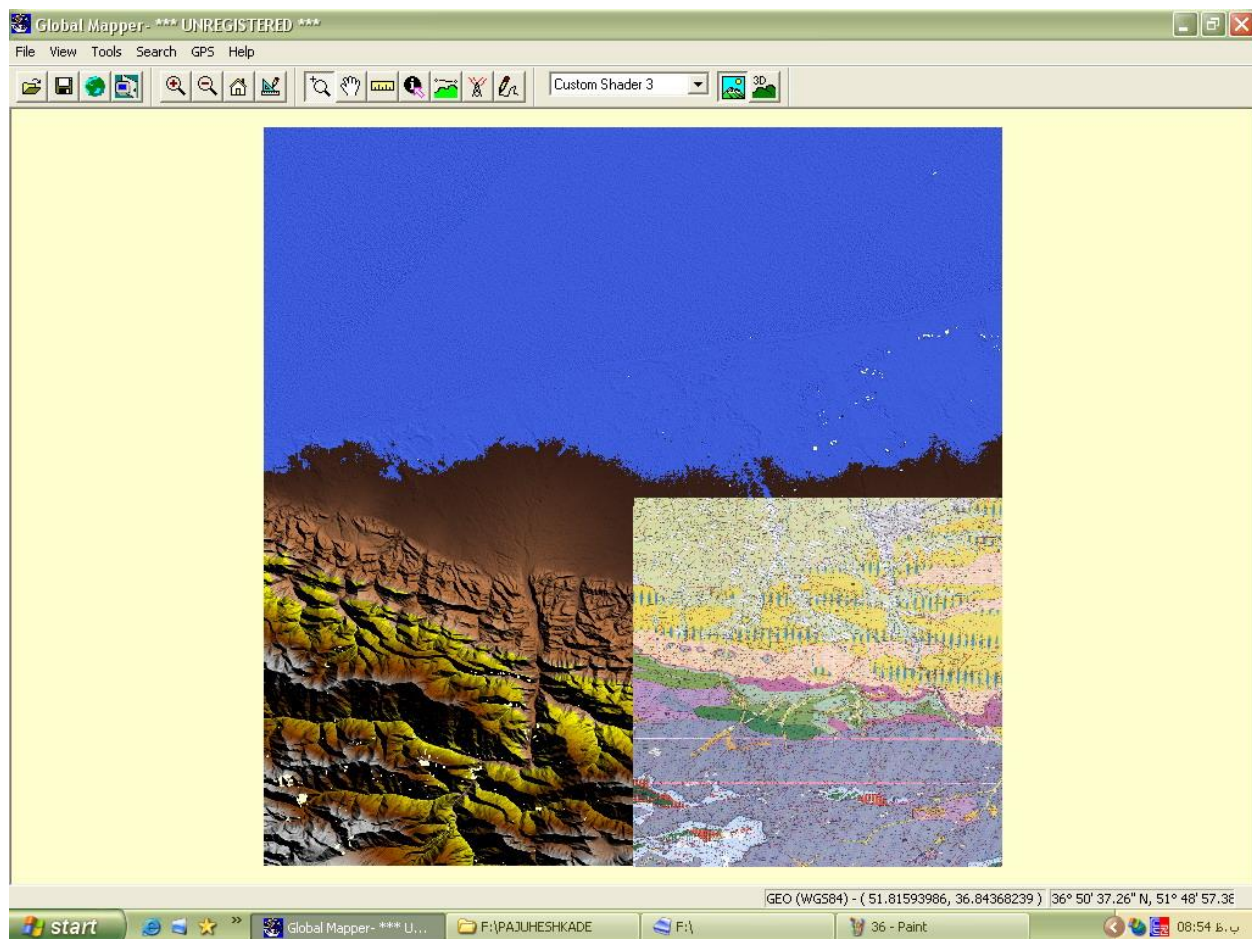 Global Mapper- *** UNREGISTERED ***
File View Tools Search GPS Help
Custom Shader 3
3D
GEO (WGS84) - ( 51.81593986, 36.84368239 ) 36° 50' 37.26" N, 51° 48' 57.38
start
Global Mapper- *** U...
F:\PAJUHESHKADE
F:\
36 - Paint
08:54 ب.ظ